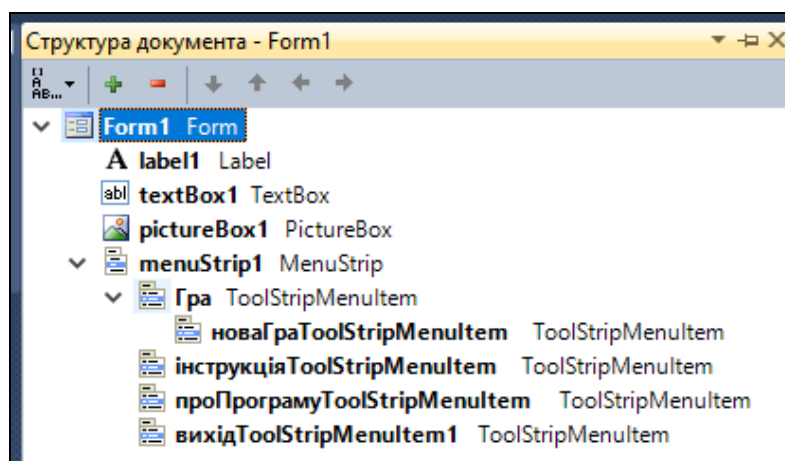 Структура документа - Form1
Form1 Form
A label1 Label
abl textBox1 TextBox
pictureBox1 PictureBox
menuStrip1 MenuStrip
Гра ToolStripMenuItem
новаГраToolStripMenuItem ToolStripMenuItem
інструкціяToolStripMenuItem ToolStripMenuItem
проПрограмуToolStripMenuItem ToolStripMenuItem
вихідToolStripMenuItem1 ToolStripMenuItem